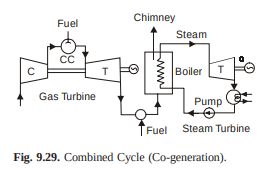 Chimney
Fuel
Steam
CC
C
T
Boiler
T
Gas Turbine
Pump
Fuel
Steam Turbine
Fig. 9.29. Combined Cycle (Co-generation).